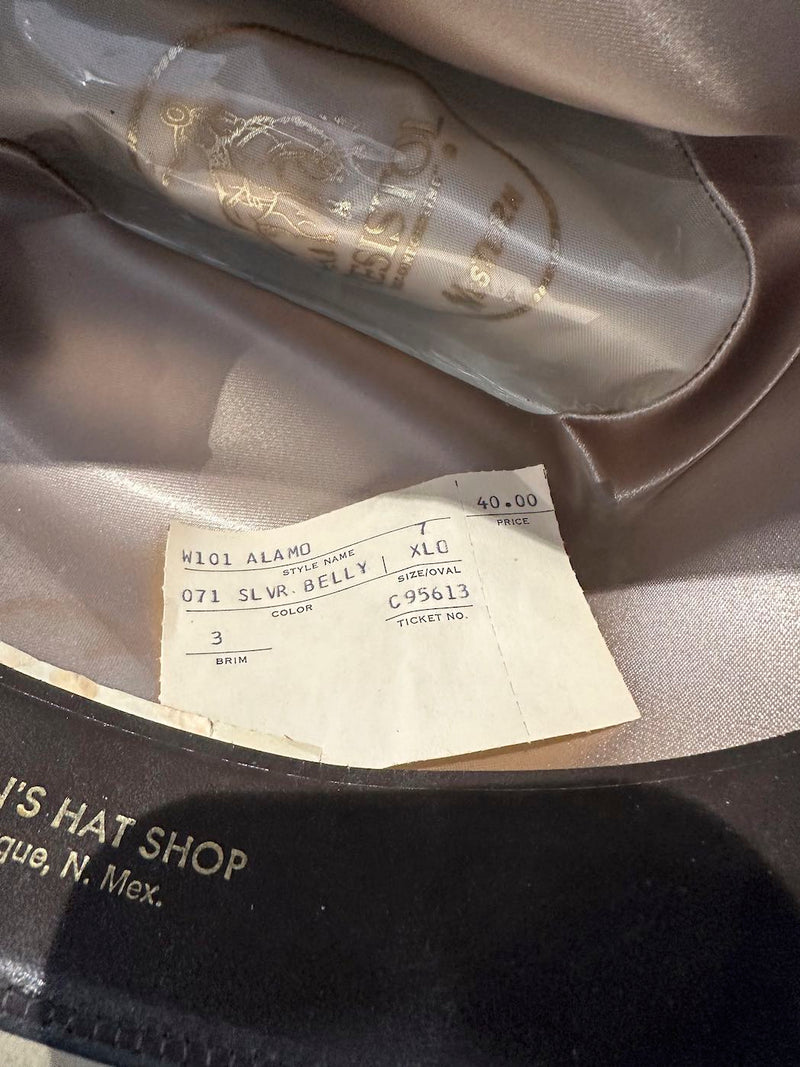 RESISTOL
Western
40.00
PRICE
W101 ALAMO
STYLE NAME
7
XLO
SIZE/OVAL
071 SLVR. BELLY
COLOR
C95613
TICKET NO.
3
BRIM
'S HAT SHOP
que, N. Mex.